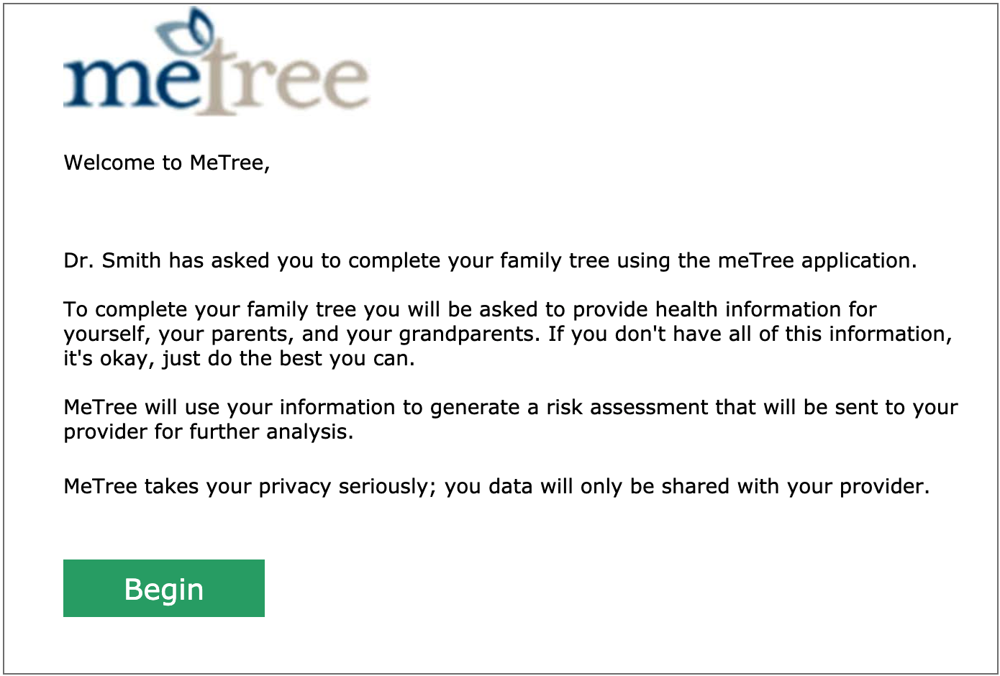 metree
Welcome to MeTree,
Dr. Smith has asked you to complete your family tree using the meTree application.
To complete your family tree you will be asked to provide health information for
yourself, your parents, and your grandparents. If you don't have all of this information,
it's okay, just do the best you can.
MeTree will use your information to generate a risk assessment that will be sent to your
provider for further analysis.
MeTree takes your privacy seriously; you data will only be shared with your provider.
Begin